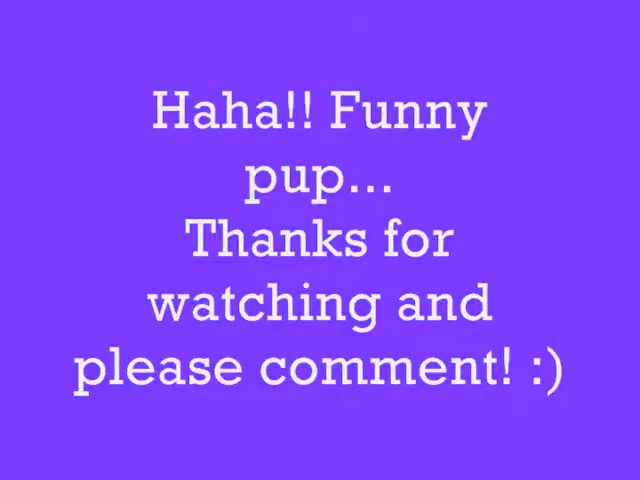 Haha!! Funny
pup...
Thanks for
watching and
please comment! :)